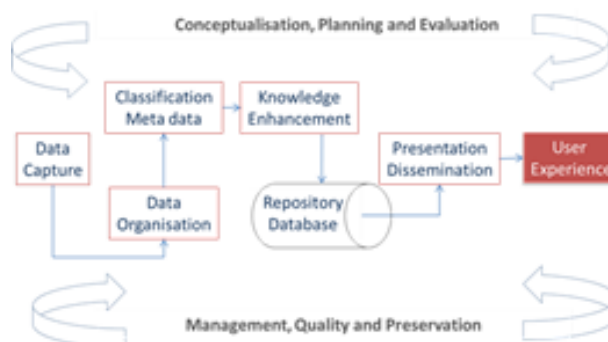 Conceptualisation, Planning and Evaluation
Classification
Meta data
Knowledge
Enhancement
Data
Capture
Presentation
Dissemination
User
Experience
Data
Organisation
Repository
Database
Management, Quality and Preservation